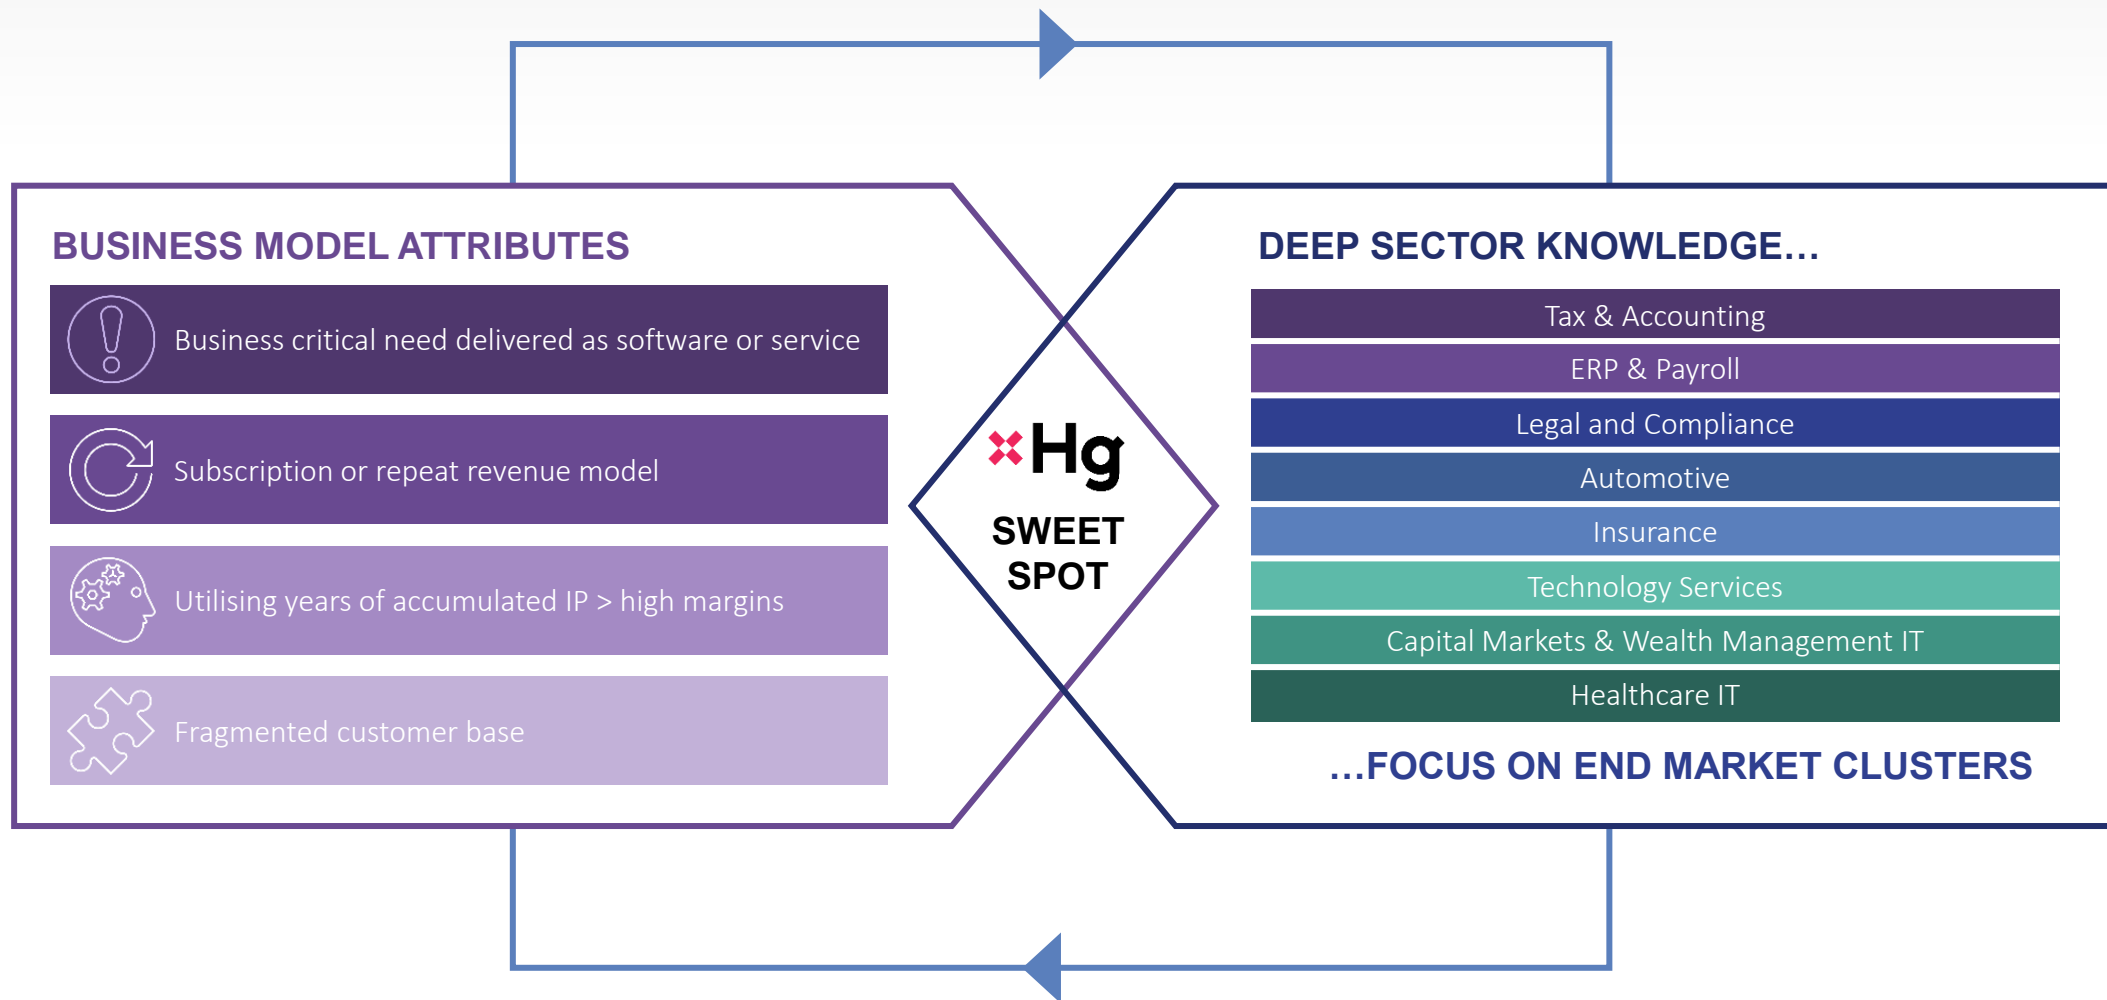 BUSINESS MODEL ATTRIBUTES
Business critical need delivered as software or service
Subscription or repeat revenue model
Utilising years of accumulated IP > high margins
Fragmented customer base
Hg
SWEET
SPOT
DEEP SECTOR KNOWLEDGE...
Tax & Accounting
ERP & Payroll
Legal and Compliance
Automotive
Insurance
Technology Services
Capital Markets & Wealth Management IT
Healthcare IT
...FOCUS ON END MARKET CLUSTERS